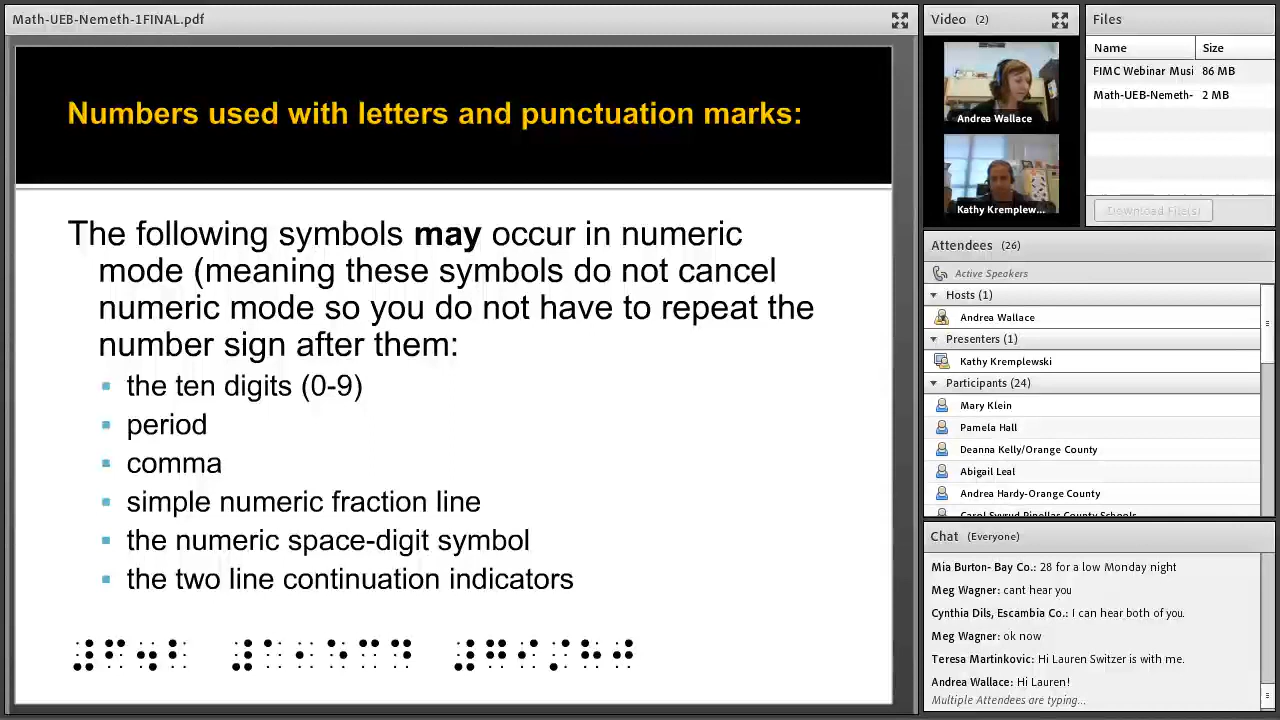 Math-UEB-Nemeth-1FINAL.pdf
Numbers used with letters and punctuation marks:
The following symbols may occur in numeric
mode (meaning these symbols do not cancel
numeric mode so you do not have to repeat the
number sign after them:
▪ the ten digits (0-9)
▪ period
▪ comma
▪ simple numeric fraction line
▪ the numeric space-digit symbol
▪ the two line continuation indicators
⠼⠋⠲⠃ ⠼⠁⠂⠑⠉⠙ ⠼⠛⠊⠌⠓⠚
Video (2)
Andrea Wallace
Kathy Kremplew...
Files
Name Size
FIMC Webinar Musi 86 MB
Math-UEB-Nemeth- 2 MB
Download File(s)
Attendees (26)
Active Speakers
Hosts (1)
Andrea Wallace
Presenters (1)
Kathy Kremplewski
Participants (24)
Mary Klein
Pamela Hall
Deanna Kelly/Orange County
Abigail Leal
Andrea Hardy-Orange County
Carol Syvrud Pinellas County Schools
Chat (Everyone)
Mia Burton- Bay Co.: 28 for a low Monday night
Meg Wagner: cant hear you
Cynthia Dils, Escambia Co.: I can hear both of you.
Meg Wagner: ok now
Teresa Martinkovic: Hi Lauren Switzer is with me.
Andrea Wallace: Hi Lauren!
Multiple Attendees are typing...